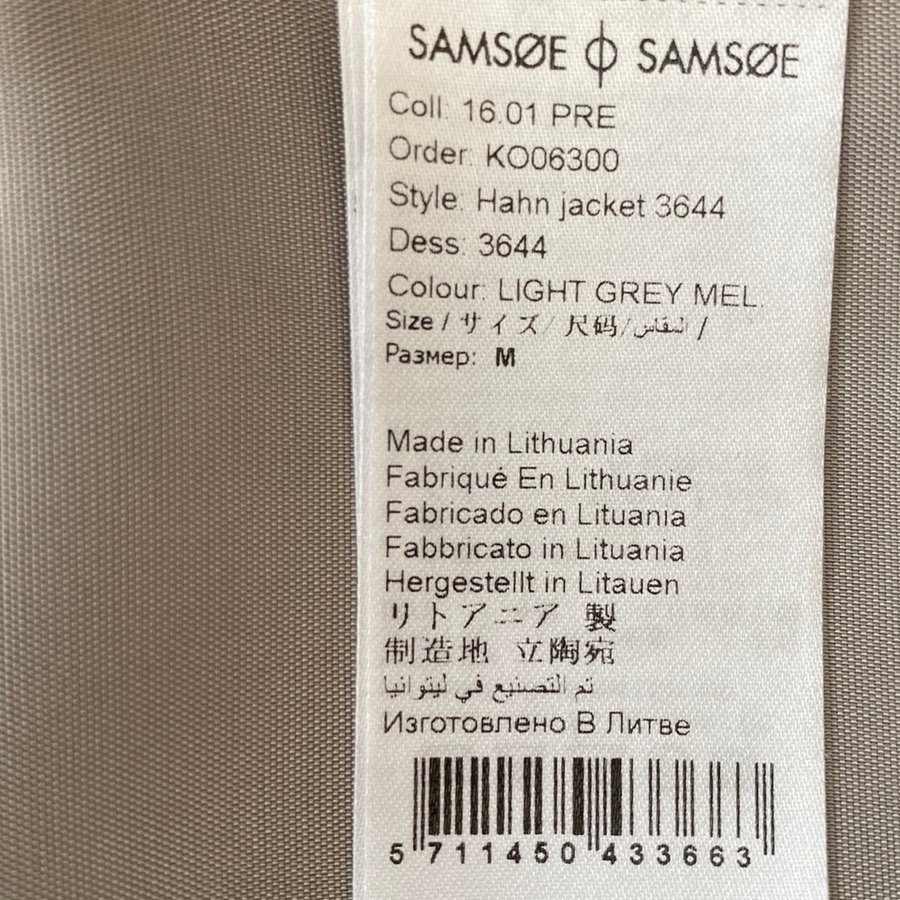 SAMSØE ϕ SAMSØE
Coll: 16.01 PRE
Order: KO06300
Style: Hahn jacket 3644
Dess: 3644
Colour: LIGHT GREY MEL.
Size / サイズ/ 尺码/المقاس /
Размер: M
Made in Lithuania
Fabriqué En Lithuanie
Fabricado en Lituania
Fabbricato in Lituania
Hergestellt in Litauen
リトアニア 製
制造地 立陶宛
تم التصنيع في ليتوانيا
Изготовлено В Литве
5 711450 433663